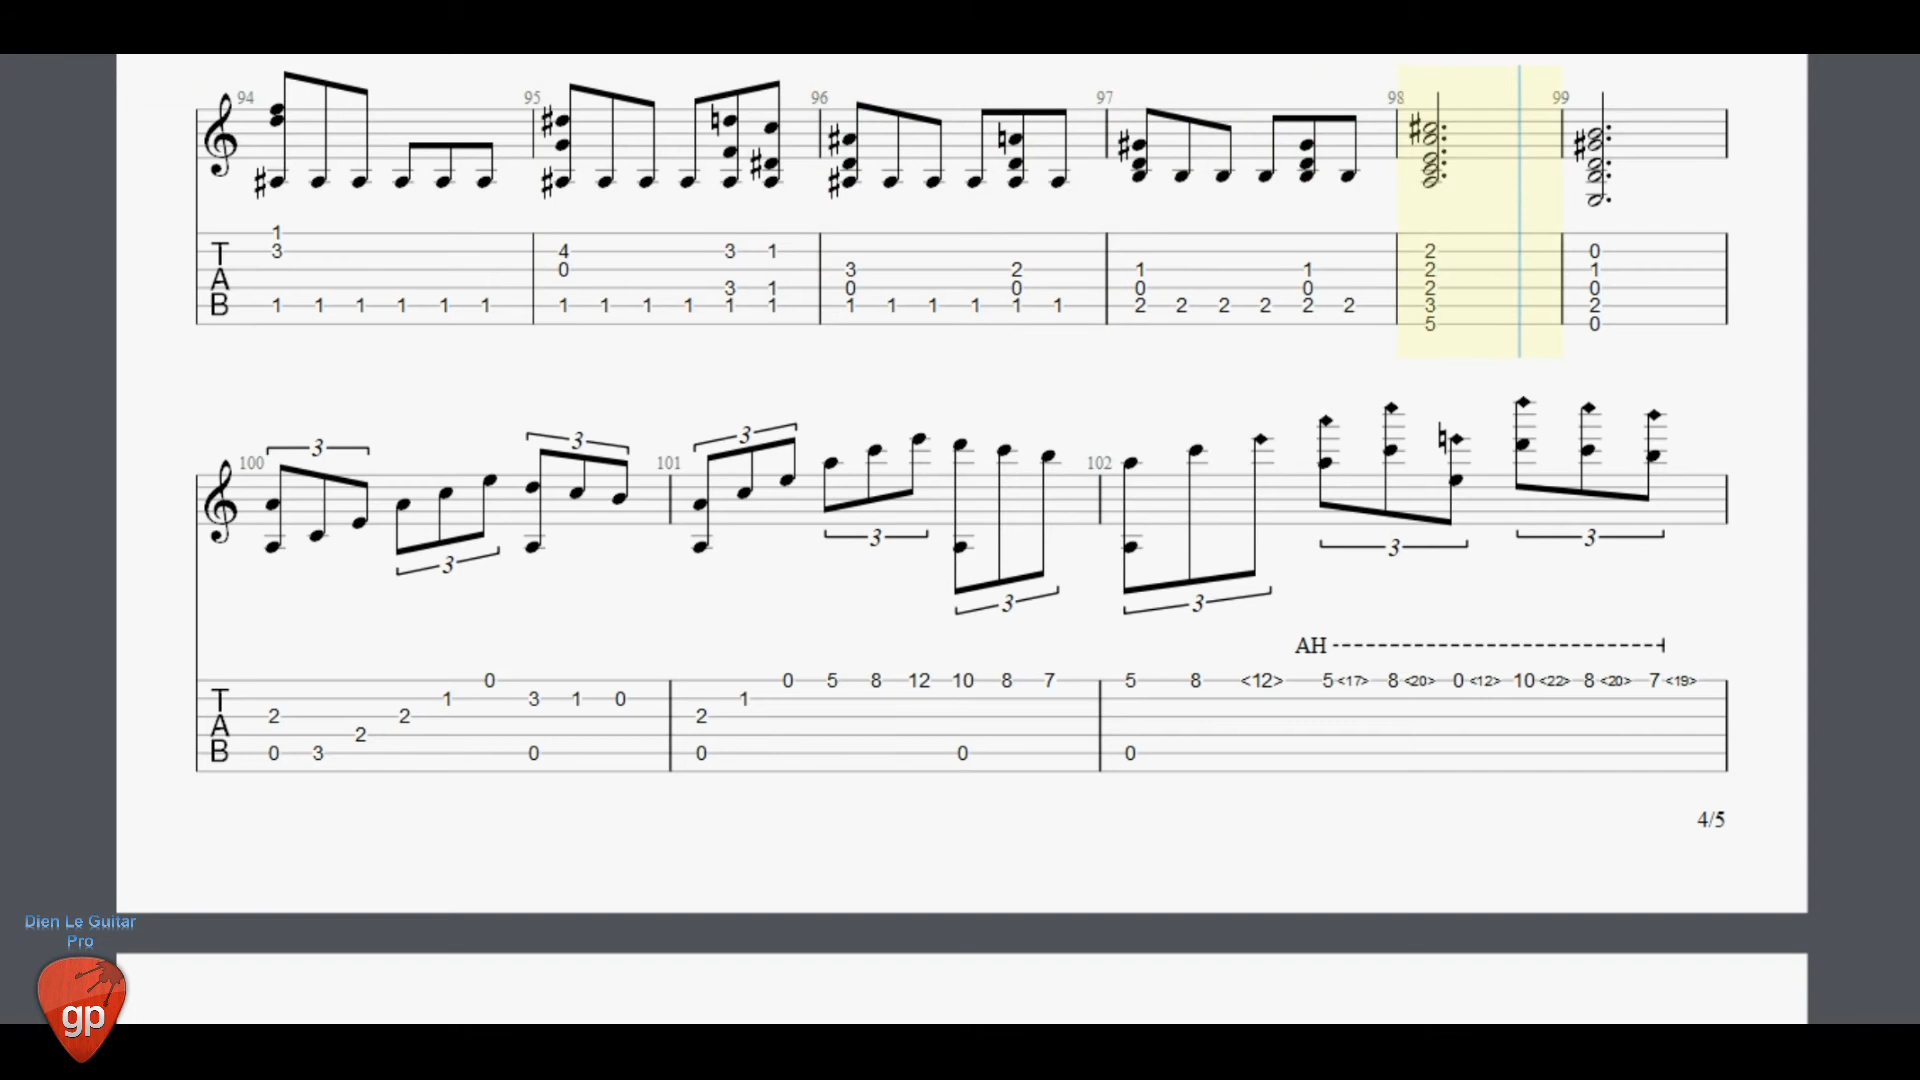 94 95 96 97 98 99
1
T 3 4 3 1 2 0
A 0 3 2 1 1 2 1
3 1 0 0 0 0 2 0
B 1 1 1 1 1 1 1 1 1 1 1 1 1 1 1 1 1 1 2 2 2 2 2 2 3 2
5 0
3 3 3
100 101 102
3 3 3 3 3 3
AH
0 0 5 8 12 10 8 7 5 8 <12> 5 <17> 8 <20> 0 <12> 10 <22> 8 <20> 7 <19>
T 1 3 1 0 1
2 2 2
A 2
B 0 3 0 0 0 0
4/5
Dien Le Guitar
Pro
gp